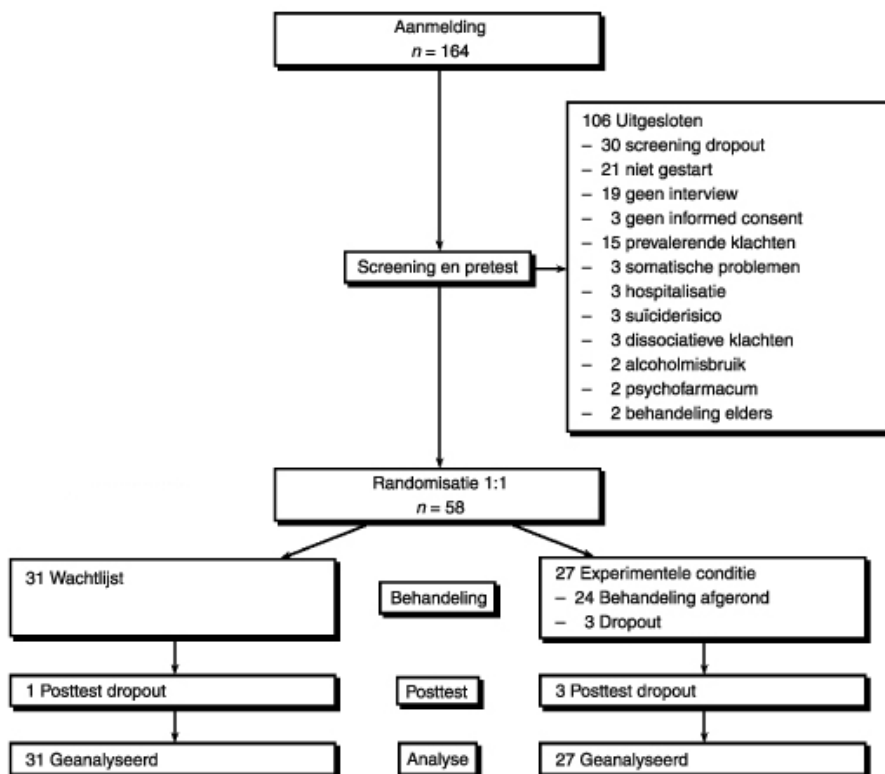 Aanmelding
n = 164
106 Uitgesloten
– 30 screening dropout
– 21 niet gestart
– 19 geen interview
– 3 geen informed consent
– 15 prevalerende klachten
– 3 somatische problemen
– 3 hospitalisatie
– 3 suïciderisico
– 3 dissociatieve klachten
– 2 alcoholmisbruik
– 2 psychofarmacum
– 2 behandeling elders
Screening en pretest
Randomisatie 1:1
n = 58
31 Wachtlijst
Behandeling
27 Experimentele conditie
– 24 Behandeling afgerond
– 3 Dropout
1 Posttest dropout
Posttest
3 Posttest dropout
31 Geanalyseerd
Analyse
27 Geanalyseerd